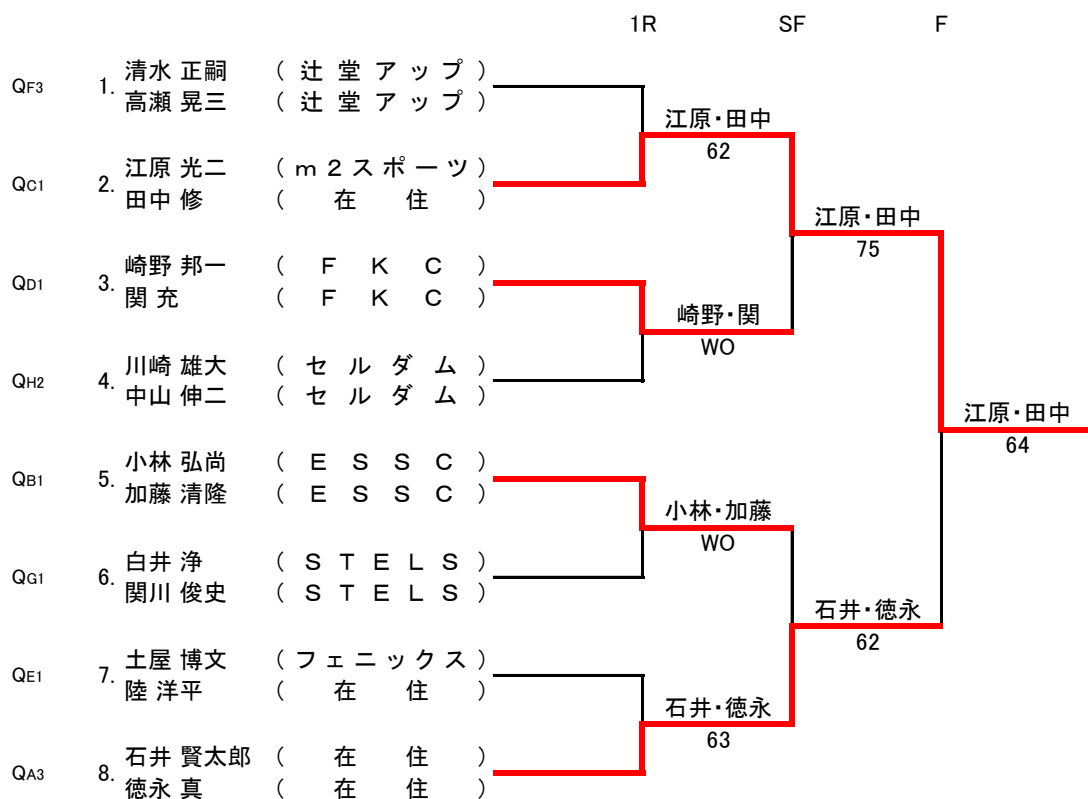 1R SF F
清水 正嗣 ( 辻 堂 ア ッ プ )
QF3 1.
高瀬 晃三 ( 辻 堂 ア ッ プ )
江原・田中
62
江原 光二 ( m 2 ス ポ ー ツ )
QC1 2.
田中 修 ( 在 住 )
江原・田中
75
崎野 邦一 ( F K C )
QD1 3.
関 充 ( F K C )
崎野・関
WO
川崎 雄大 ( セ ル ダ ム )
QH2 4.
中山 伸二 ( セ ル ダ ム )
江原・田中
64
小林 弘尚 ( E S S C )
QB1 5.
加藤 清隆 ( E S S C )
小林・加藤
WO
白井 浄 ( S T E L S )
QG1 6.
関川 俊史 ( S T E L S )
石井・徳永
62
土屋 博文 ( フ ェ ニ ッ ク ス )
QE1 7.
陸 洋平 ( 在 住 )
石井・徳永
63
石井 賢太郎 ( 在 住 )
QA3 8.
徳永 真 ( 在 住 )